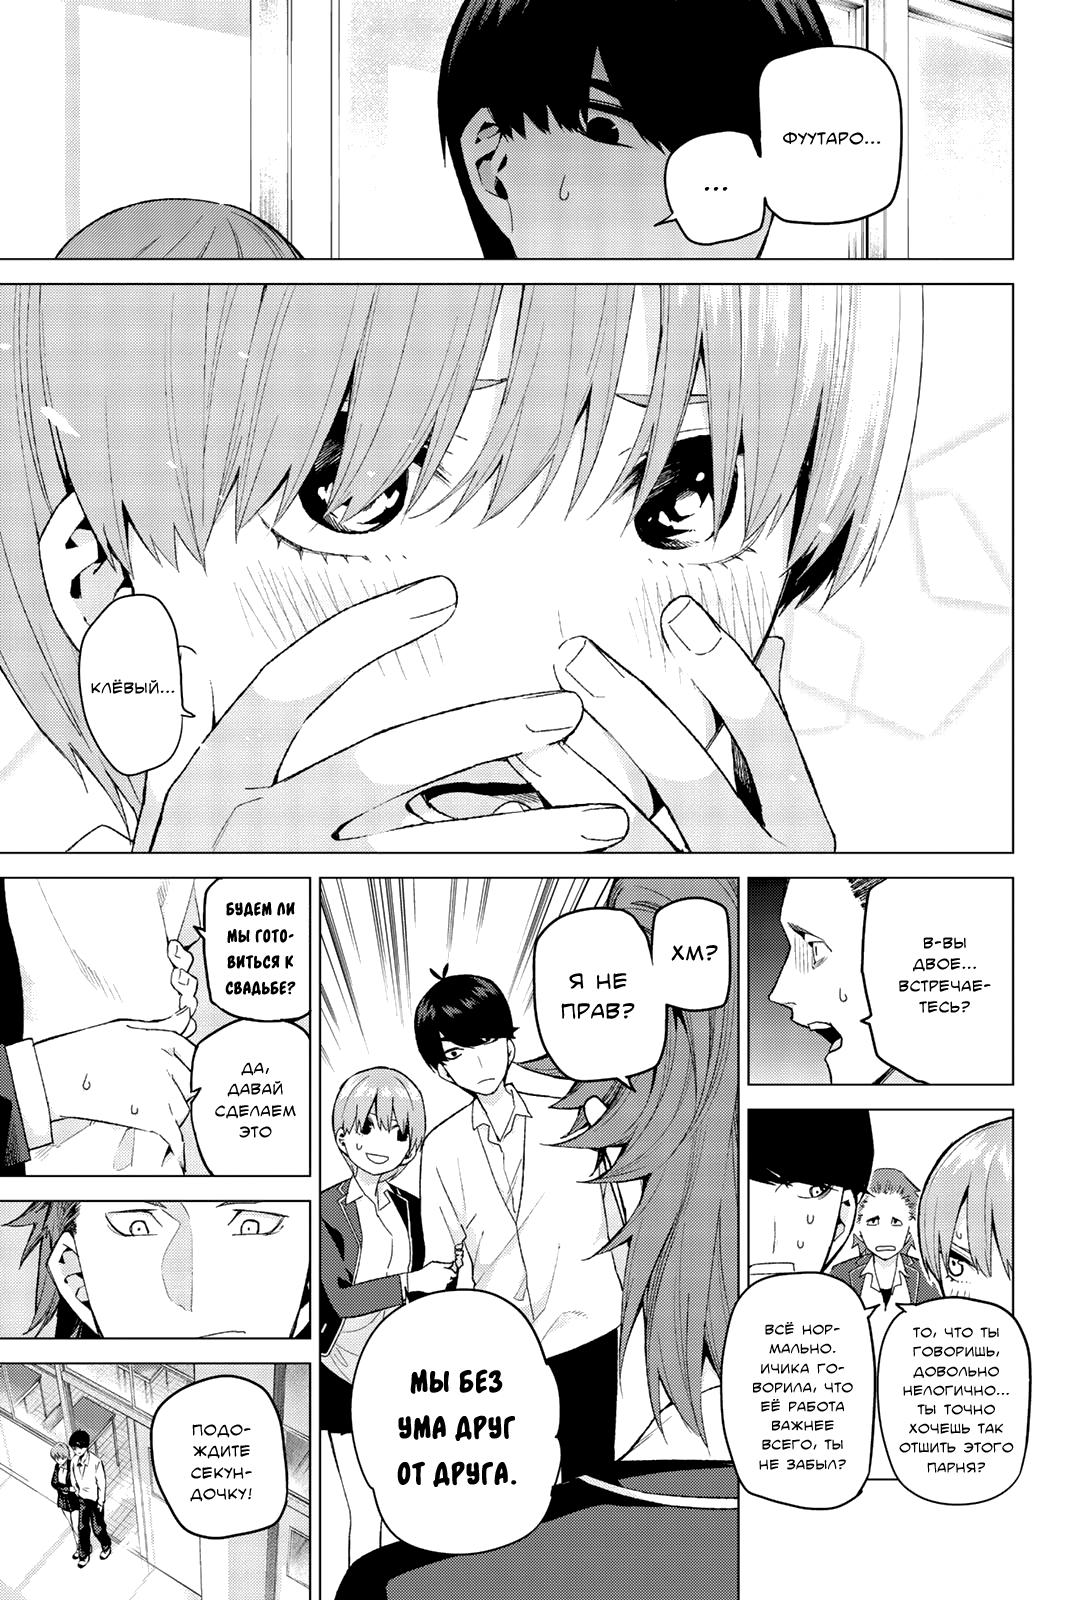 ФУУТАРО...
...
КЛЁВЫЙ...
В-ВЫ
ДВОЕ...
ВСТРЕЧАЕ-
ТЕСЬ?
ТО, ЧТО ТЫ
ГОВОРИШЬ,
ДОВОЛЬНО
НЕЛОГИЧНО...
ТЫ ТОЧНО
ХОЧЕШЬ ТАК
ОТШИТЬ ЭТОГО
ПАРНЯ?
ВСЁ НОР-
МАЛЬНО.
ИЧИКА ГО-
ВОРИЛА, ЧТО
ЕЁ РАБОТА
ВАЖНЕЕ
ВСЕГО, ТЫ
НЕ ЗАБЫЛ?
ХМ?
Я НЕ
ПРАВ?
МЫ БЕЗ
УМА ДРУГ
ОТ ДРУГА.
БУДЕМ ЛИ
МЫ ГОТО-
ВИТЬСЯ К
СВАДЬБЕ?
ДА,
ДАВАЙ
СДЕЛАЕМ
ЭТО
ПОДО-
ЖДИТЕ
СЕКУН-
ДОЧКУ!